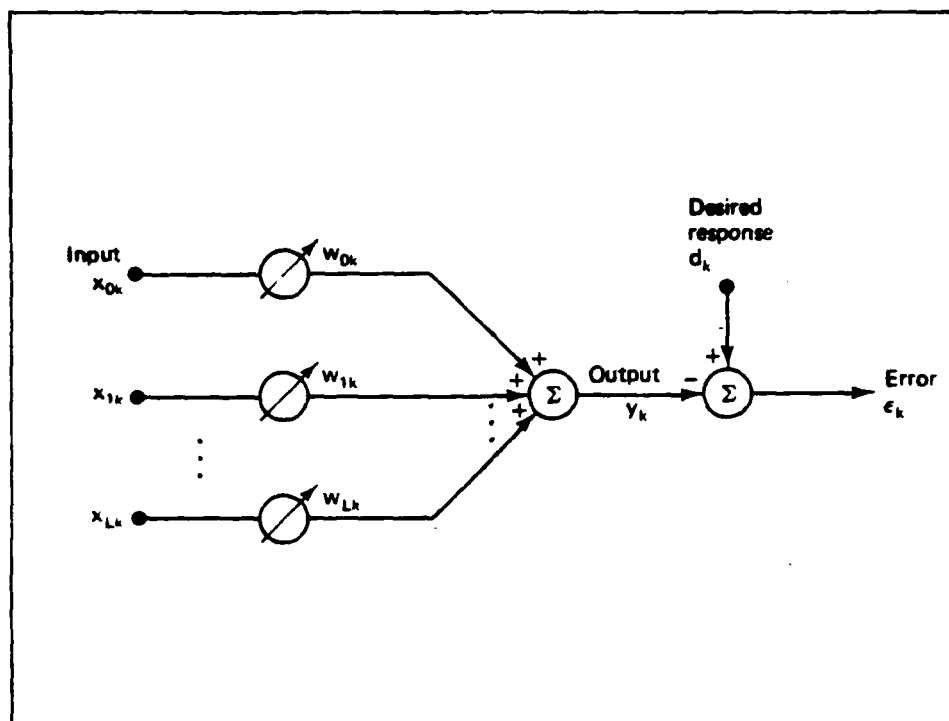 Desired
response
d_k
Input
x_0k
w_0k
+
x_1k
w_1k
+
+
Σ
Output
y_k
-
+
Σ
Error
ϵ_k
x_Lk
w_Lk